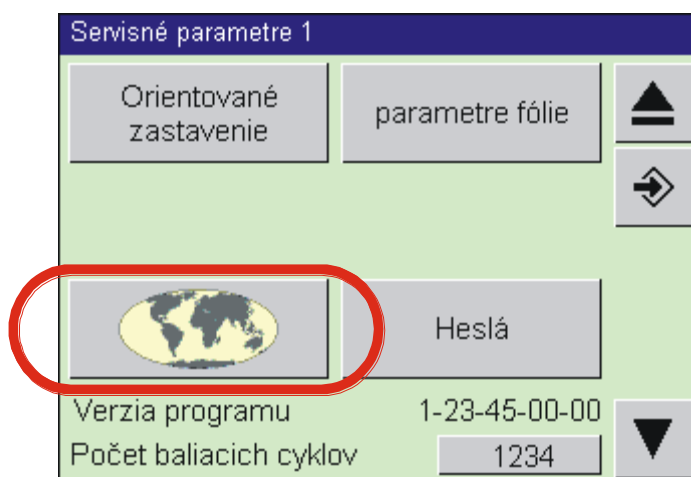 Servisné parametre 1
Orientované
zastavenie
parametre fólie
Heslá
Verzia programu 1-23-45-00-00
Počet baliacich cyklov 1234